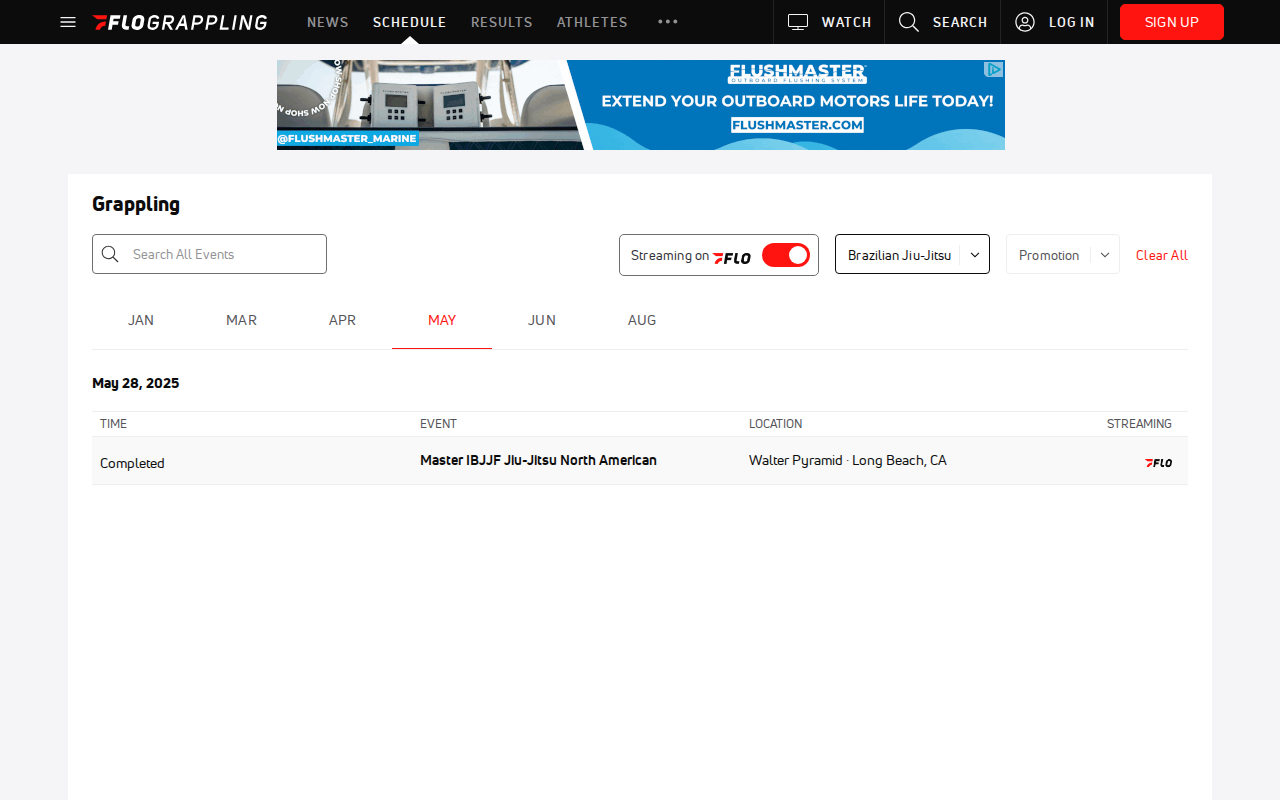 FLOGRAPPLING NEWS SCHEDULE RESULTS ATHLETES WATCH SEARCH LOG IN SIGN UP
FLUSHMASTER
OUTBOARD FLUSHING SYSTEM
EXTEND YOUR OUTBOARD MOTORS LIFE TODAY!
FLUSHMASTER.COM
@FLUSHMASTER_MARINE
Grappling
Search All Events Streaming on FLO Brazilian Jiu-Jitsu Promotion Clear All
JAN MAR APR MAY JUN AUG
May 28, 2025
TIME EVENT LOCATION STREAMING
Completed Master IBJJF Jiu-Jitsu North American Walter Pyramid · Long Beach, CA FLO